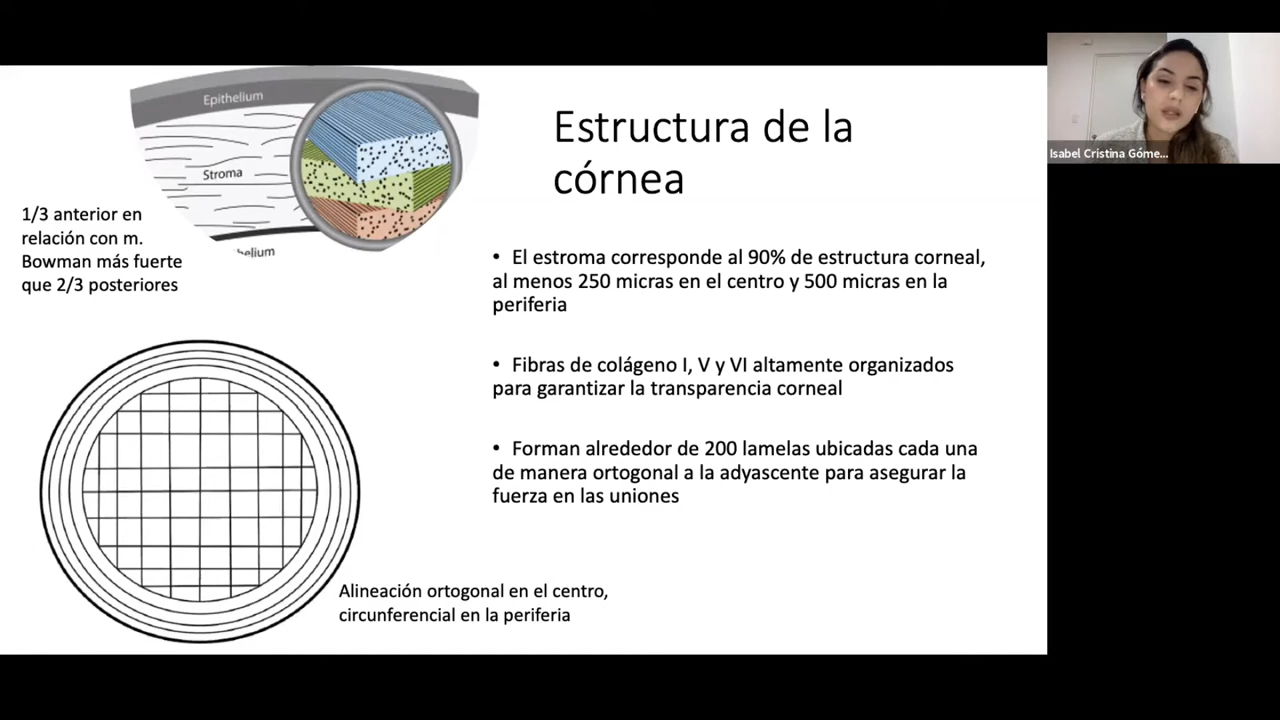 Epithelium
Stroma
helium
1/3 anterior en
relación con m.
Bowman más fuerte
que 2/3 posteriores
Estructura de la
córnea
• El estroma corresponde al 90% de estructura corneal,
al menos 250 micras en el centro y 500 micras en la
periferia
• Fibras de colágeno I, V y VI altamente organizados
para garantizar la transparencia corneal
• Forman alrededor de 200 lamelas ubicadas cada una
de manera ortogonal a la adyascente para asegurar la
fuerza en las uniones
Alineación ortogonal en el centro,
circunferencial en la periferia
Isabel Cristina Góme...